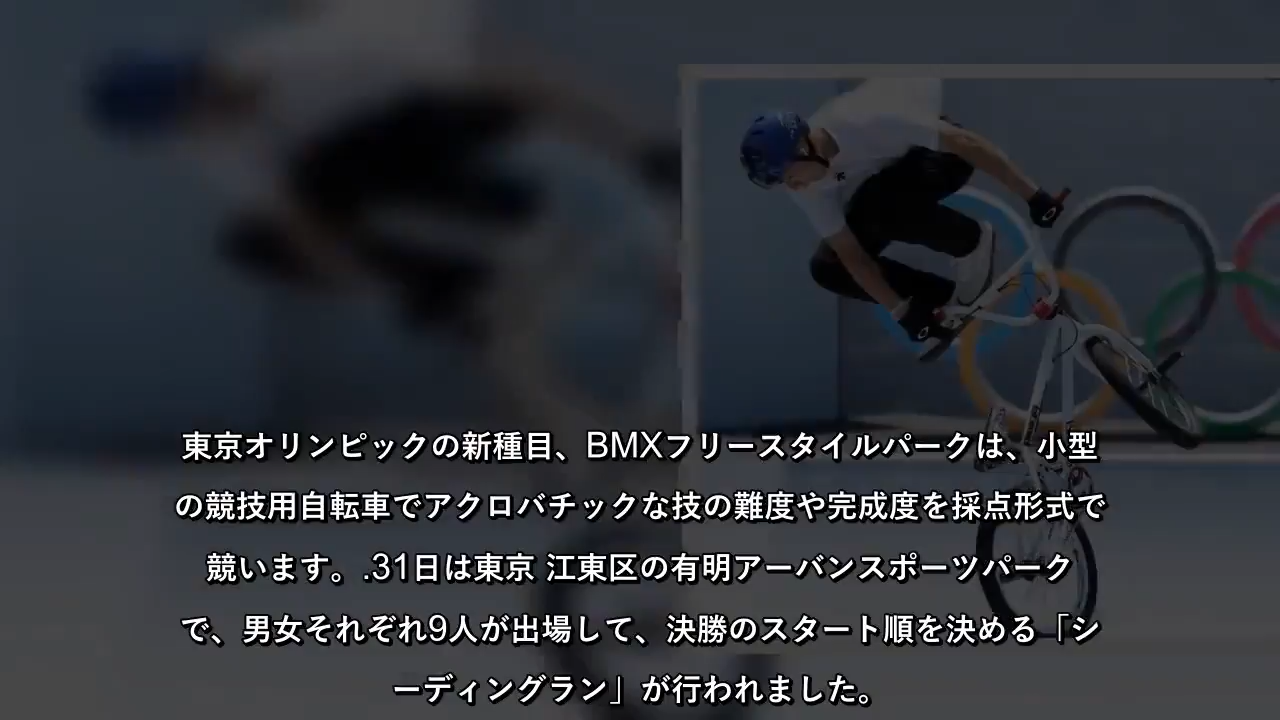 東京オリンピックの新種目、BMXフリースタイルパークは、小型
の競技用自転車でアクロバチックな技の難度や完成度を採点形式で
競います。.31日は東京 江東区の有明アーバンスポーツパーク
で、男女それぞれ9人が出場して、決勝のスタート順を決める「シ
ーディングラン」が行われました。